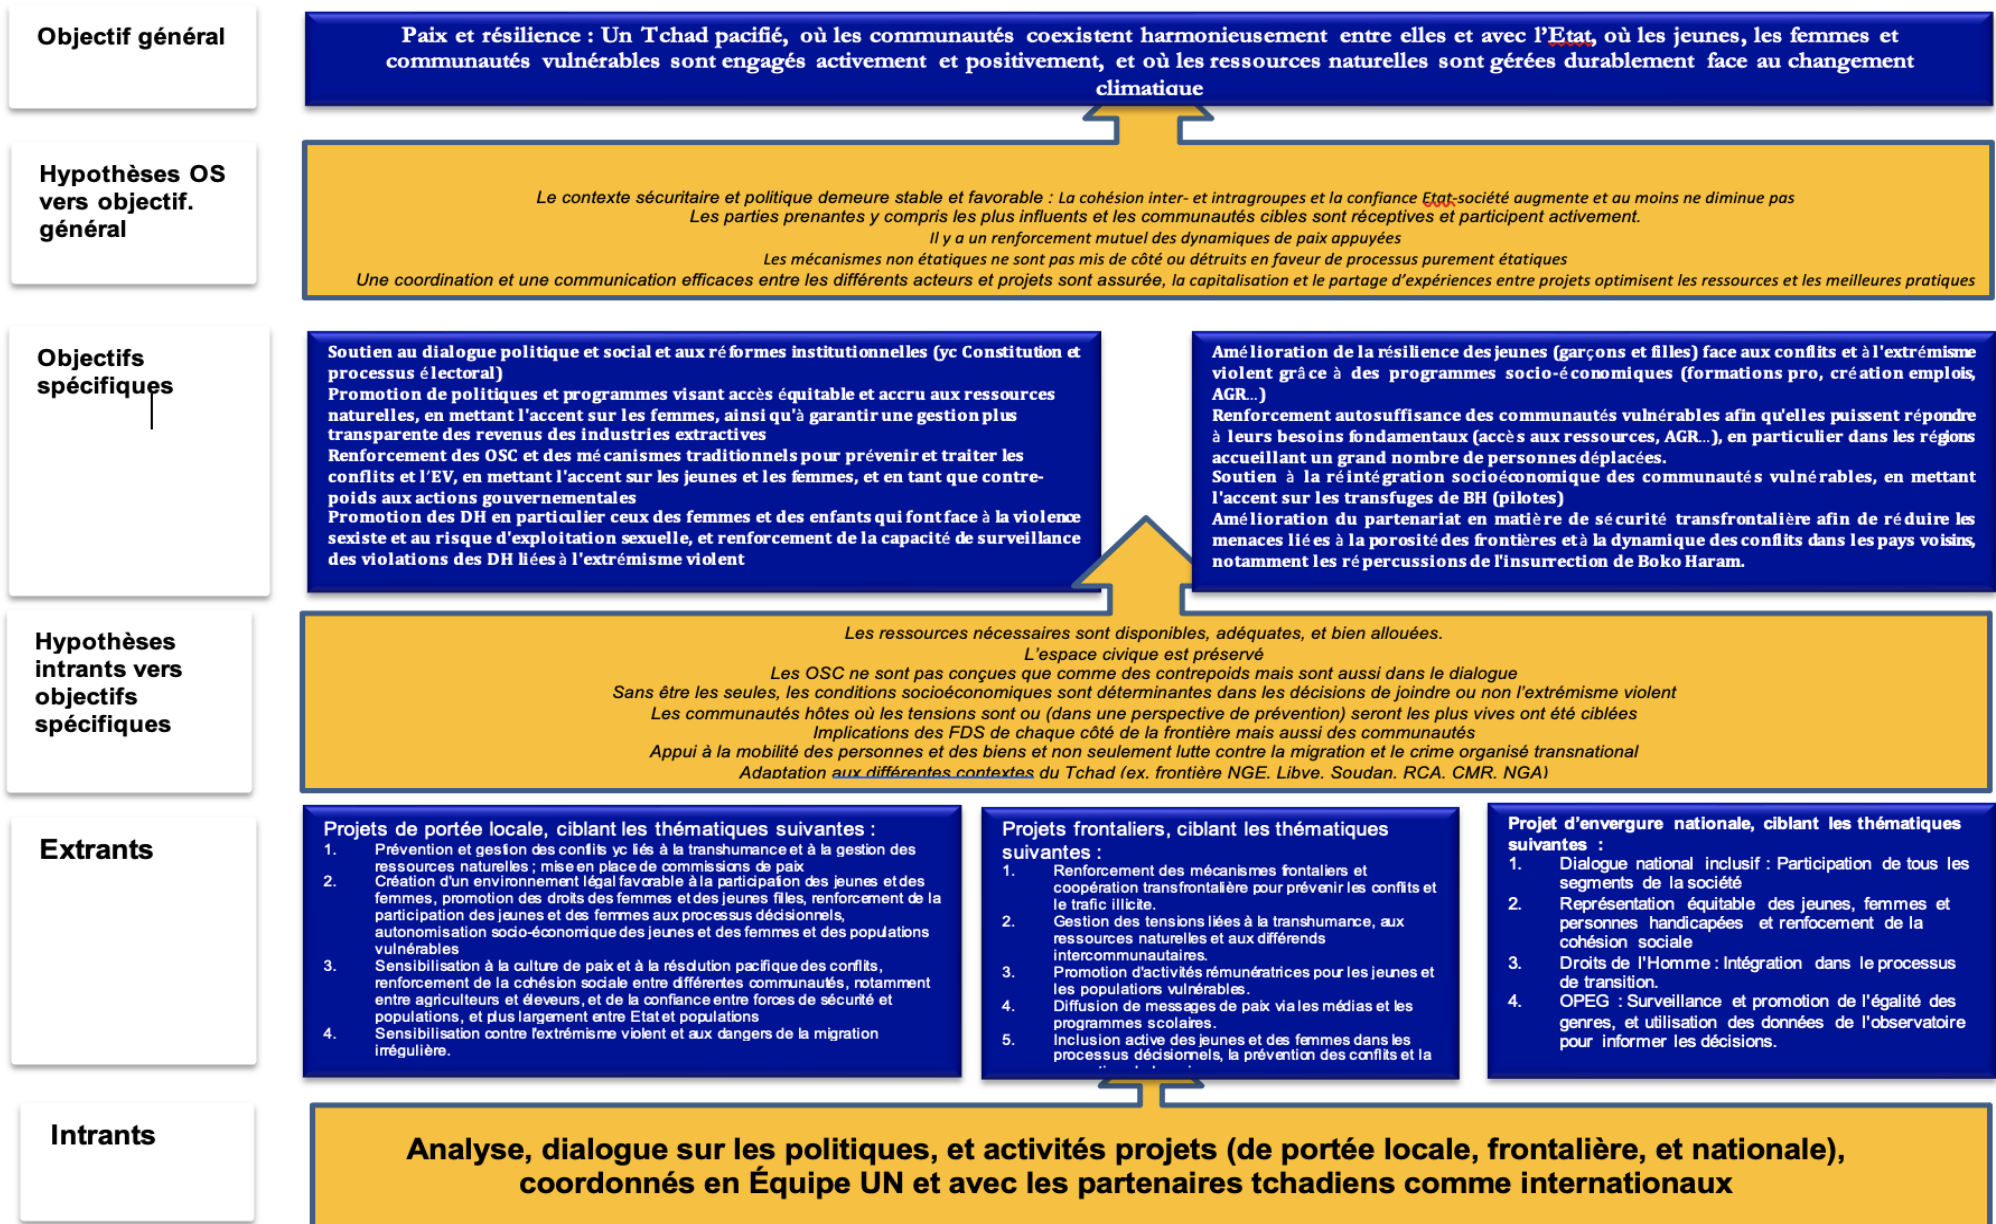 Objectif général
Paix et résilience : Un Tchad pacifié, où les communautés coexistent harmonieusement entre elles et avec l'Etat, où les jeunes, les femmes et
communautés vulnérables sont engagés activement et positivement, et où les ressources naturelles sont gérées durablement face au changement
climatique
Hypothèses OS
vers objectif.
général
Le contexte sécuritaire et politique demeure stable et favorable : La cohésion inter- et intragroupes et la confiance Etat-société augmente et au moins ne diminue pas
Les parties prenantes y compris les plus influents et les communautés cibles sont réceptives et participent activement.
Il y a un renforcement mutuel des dynamiques de paix appuyées
Les mécanismes non étatiques ne sont pas mis de côté ou détruits en faveur de processus purement étatiques
Une coordination et une communication efficaces entre les différents acteurs et projets sont assurée, la capitalisation et le partage d'expériences entre projets optimisent les ressources et les meilleures pratiques
Objectifs
spécifiques
Soutien au dialogue politique et social et aux réformes institutionnelles (yc Constitution et
processus électoral)
Promotion de politiques et programmes visant accès équitable et accru aux ressources
naturelles, en mettant l'accent sur les femmes, ainsi qu'à garantir une gestion plus
transparente des revenus des industries extractives
Renforcement des OSC et des mécanismes traditionnels pour prévenir et traiter les
conflits et l'EV, en mettant l'accent sur les jeunes et les femmes, et en tant que contre-
poids aux actions gouvernementales
Promotion des DH en particulier ceux des femmes et des enfants qui font face à la violence
sexiste et au risque d'exploitation sexuelle, et renforcement de la capacité de surveillance
des violations des DH liées à l'extrémisme violent
Amélioration de la résilience des jeunes (garçons et filles) face aux conflits et à l'extrémisme
violent grâce à des programmes socio-économiques (formations pro, création emplois,
AGR...)
Renforcement autosuffisance des communautés vulnérables afin qu'elles puissent répondre
à leurs besoins fondamentaux (accès aux ressources, AGR...), en particulier dans les régions
accueillant un grand nombre de personnes déplacées.
Soutien à la réintégration socioéconomique des communautés vulnérables, en mettant
l'accent sur les transfuges de BH (pilotes)
Amélioration du partenariat en matière de sécurité transfrontalière afin de réduire les
menaces liées à la porosité des frontières et à la dynamique des conflits dans les pays voisins,
notamment les répercussions de l'insurrection de Boko Haram.
Hypothèses
intrants vers
objectifs
spécifiques
Les ressources nécessaires sont disponibles, adéquates, et bien allouées.
L'espace civique est préservé
Les OSC ne sont pas conçues que comme des contrepoids mais sont aussi dans le dialogue
Sans être les seules, les conditions socioéconomiques sont déterminantes dans les décisions de joindre ou non l'extrémisme violent
Les communautés hôtes où les tensions sont ou (dans une perspective de prévention) seront les plus vives ont été ciblées
Implications des FDS de chaque côté de la frontière mais aussi des communautés
Appui à la mobilité des personnes et des biens et non seulement lutte contre la migration et le crime organisé transnational
Adaptation aux différentes contextes du Tchad (ex. frontière NGE. Libye. Soudan. RCA. CMR. NGA)
Extrants
Projets de portée locale, ciblant les thématiques suivantes :
1. Prévention et gestion des conflits yc liés à la transhumance et à la gestion des
ressources naturelles ; mise en place de commissions de paix
2. Création d'un environnement légal favorable à la participation des jeunes et des
femmes, promotion des droits des femmes et des jeunes filles, renforcement de la
participation des jeunes et des femmes aux processus décisionnels,
autonomisation socio-économique des jeunes et des femmes et des populations
vulnérables
3. Sensibilisation à la culture de paix et à la résolution pacifique des conflits,
renforcement de la cohésion sociale entre différentes communautés, notamment
entre agriculteurs et éleveurs, et de la confiance entre forces de sécurité et
populations, et plus largement entre Etat et populations
4. Sensibilisation contre l'extrémisme violent et aux dangers de la migration
irrégulière.
Projets frontaliers, ciblant les thématiques
suivantes :
1. Renforcement des mécanismes frontaliers et
coopération transfrontalière pour prévenir les conflits et
le trafic illicite.
2. Gestion des tensions liées à la transhumance, aux
ressources naturelles et aux différends
intercommunautaires.
3. Promotion d'activités rémunératrices pour les jeunes et
les populations vulnérables.
4. Diffusion de messages de paix via les médias et les
programmes scolaires.
5. Inclusion active des jeunes et des femmes dans les
processus décisionnels, la prévention des conflits et la
Projet d'envergure nationale, ciblant les thématiques
suivantes :
1. Dialogue national inclusif : Participation de tous les
segments de la société
2. Représentation équitable des jeunes, femmes et
personnes handicapées et renfocement de la
cohésion sociale
3. Droits de l'Homme : Intégration dans le processus
de transition.
4. OPEG : Surveillance et promotion de l'égalité des
genres, et utilisation des données de l'observatoire
pour informer les décisions.
Intrants
Analyse, dialogue sur les politiques, et activités projets (de portée locale, frontalière, et nationale),
coordonnés en Équipe UN et avec les partenaires tchadiens comme internationaux